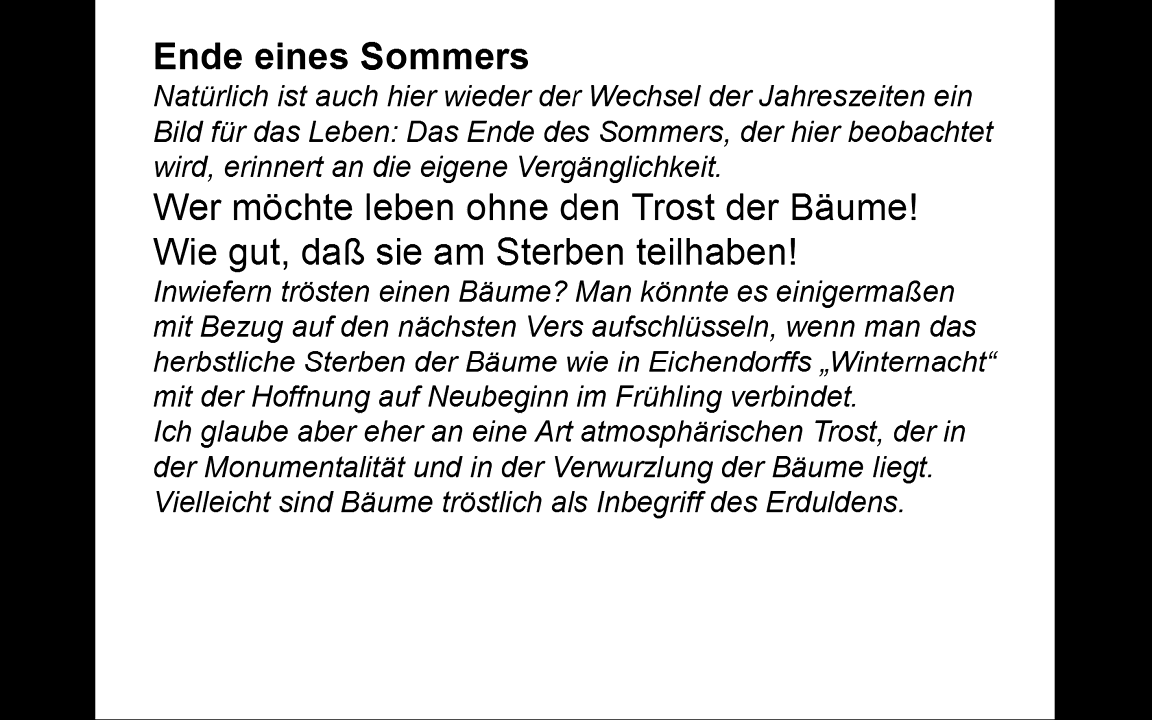 Ende eines Sommers
Natürlich ist auch hier wieder der Wechsel der Jahreszeiten ein
Bild für das Leben: Das Ende des Sommers, der hier beobachtet
wird, erinnert an die eigene Vergänglichkeit.
Wer möchte leben ohne den Trost der Bäume!
Wie gut, daß sie am Sterben teilhaben!
Inwiefern trösten einen Bäume? Man könnte es einigermaßen
mit Bezug auf den nächsten Vers aufschlüsseln, wenn man das
herbstliche Sterben der Bäume wie in Eichendorffs „Winternacht“
mit der Hoffnung auf Neubeginn im Frühling verbindet.
Ich glaube aber eher an eine Art atmosphärischen Trost, der in
der Monumentalität und in der Verwurzlung der Bäume liegt.
Vielleicht sind Bäume tröstlich als Inbegriff des Erduldens.